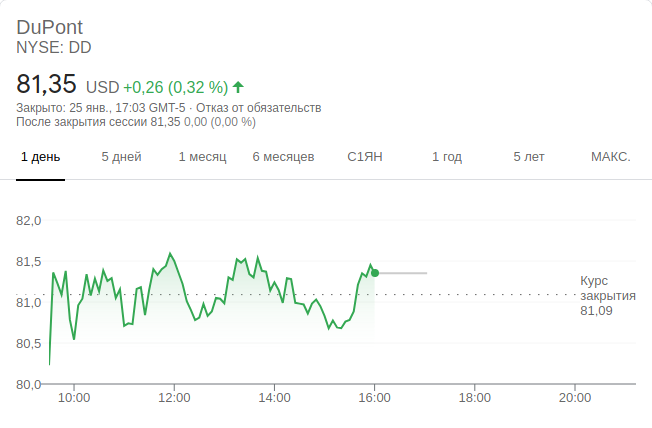 DuPont
NYSE: DD
81,35 USD +0,26 (0,32 %)
Закрыто: 25 янв., 17:03 GMT-5 · Отказ от обязательств
После закрытия сессии 81,35 0,00 (0,00 %)
1 день 5 дней 1 месяц 6 месяцев С1ЯН 1 год 5 лет МАКС.
82,0
81,5
81,0
80,5
80,0
Курс
закрытия
81,09
10:00 12:00 14:00 16:00 18:00 20:00